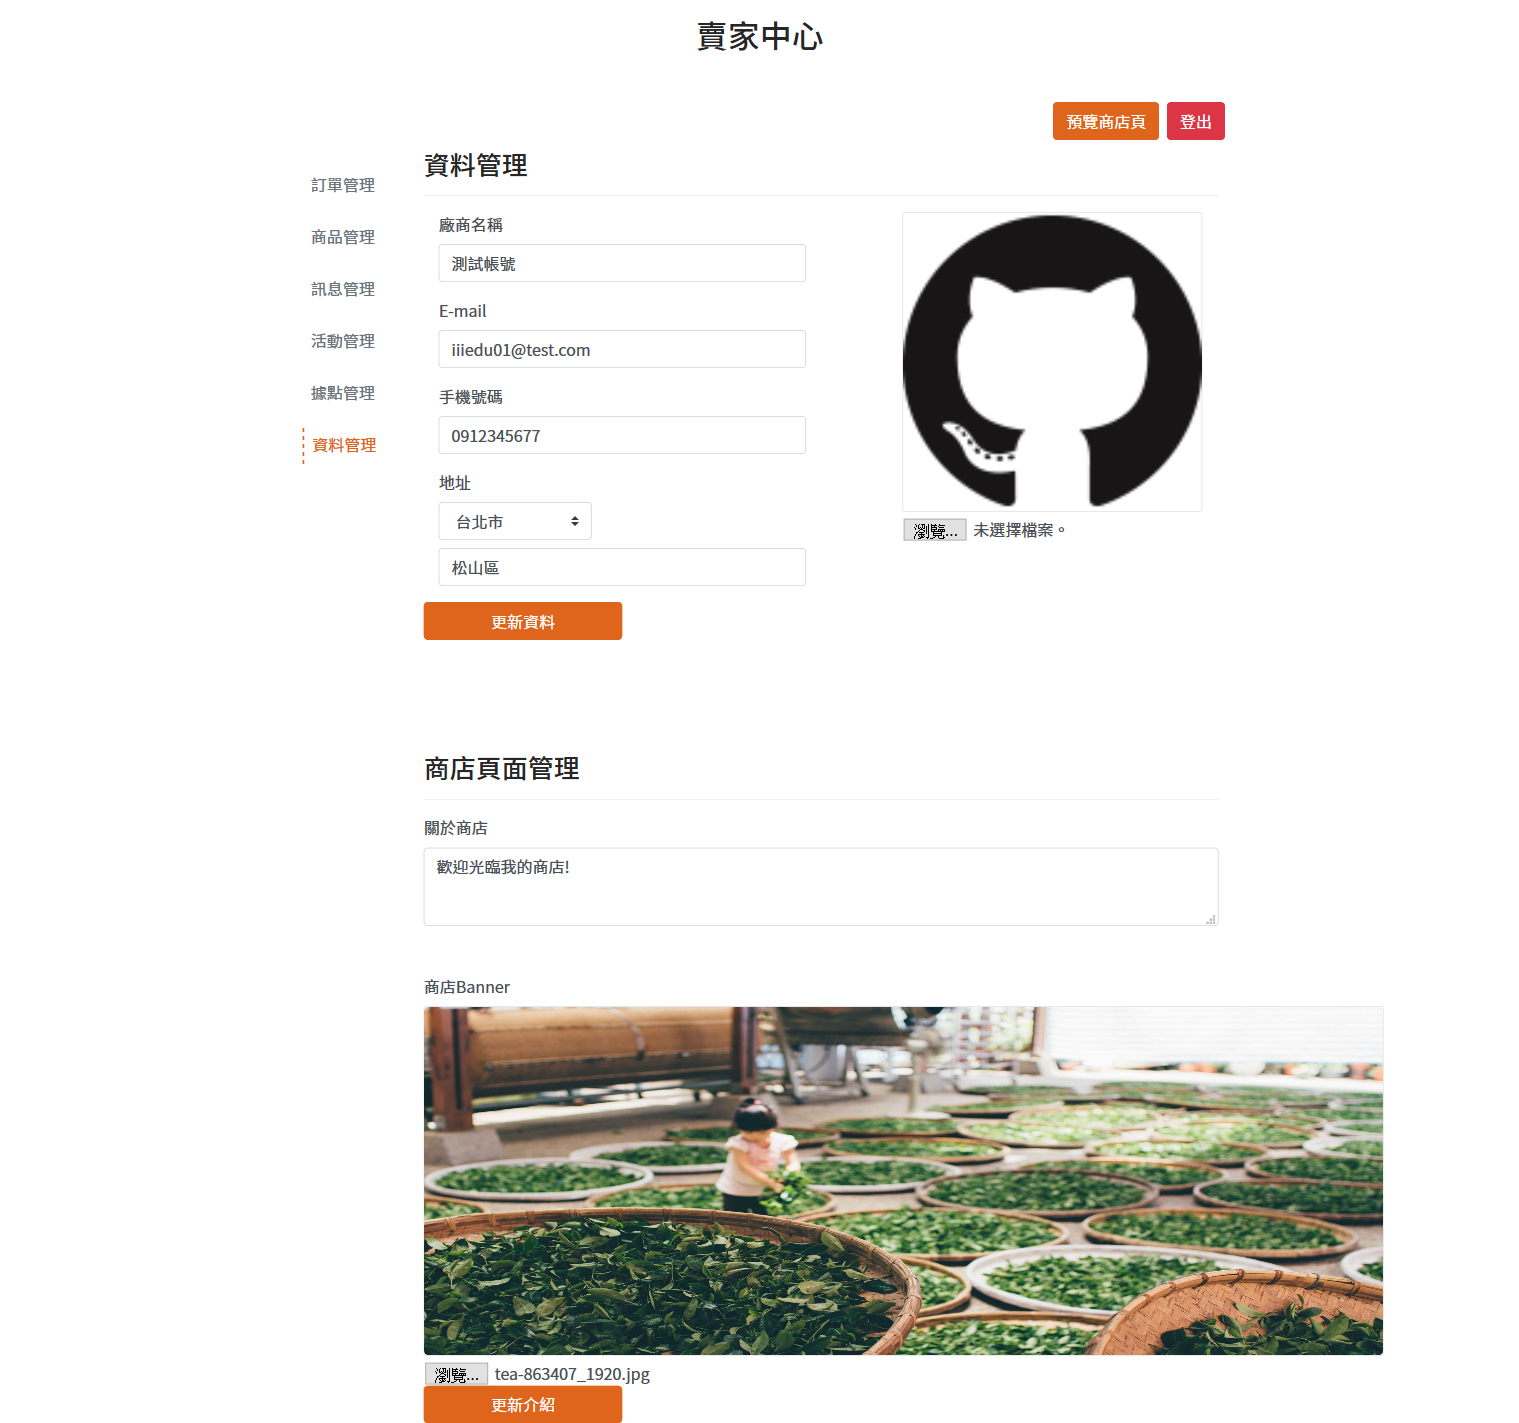 賣家中心
預覽商店頁
登出
訂單管理
商品管理
訊息管理
活動管理
據點管理
資料管理
資料管理
廠商名稱
測試帳號
E-mail
iiiedu01@test.com
手機號碼
0912345677
地址
台北市
松山區
更新資料
瀏覽... 未選擇檔案。
商店頁面管理
關於商店
歡迎光臨我的商店!
商店Banner
瀏覽... tea-863407_1920.jpg
更新介紹